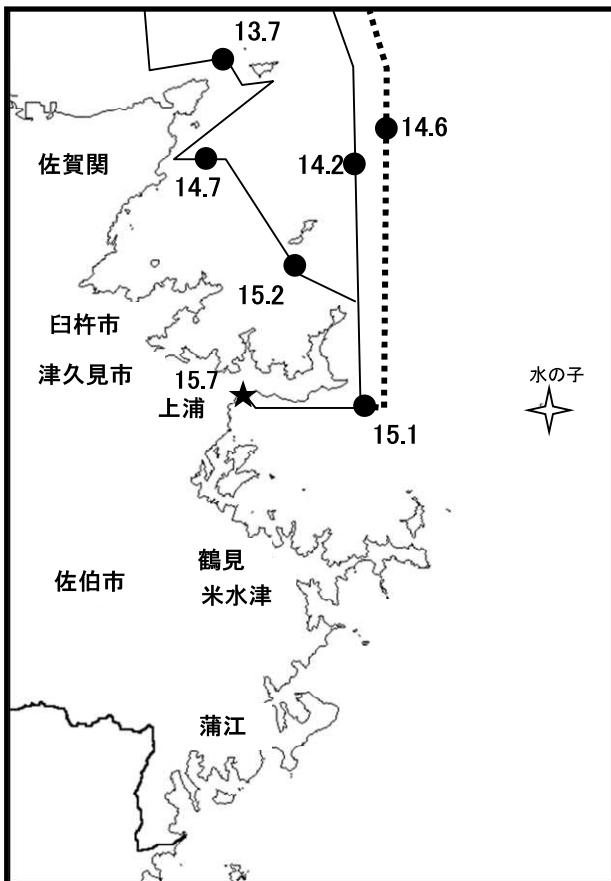 13.7
14.6
佐賀関
14.2
14.7
15.2
臼杵市
津久見市
15.7
水の子
上浦
15.1
鶴見
佐伯市
米水津
蒲江